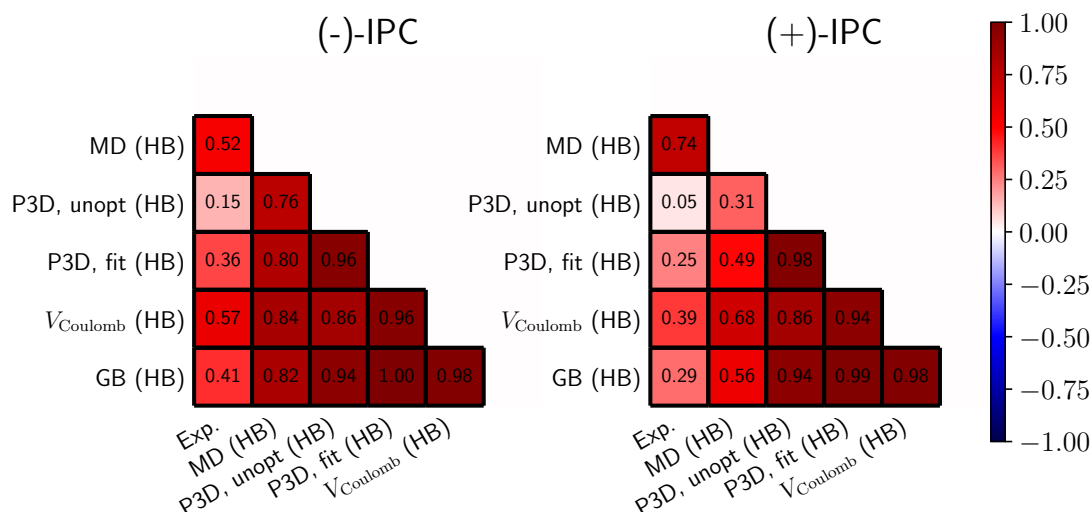 (-)-IPC
MD (HB) 0.52
P3D, unopt (HB) 0.15 0.76
P3D, fit (HB) 0.36 0.80 0.96
V_Coulomb (HB) 0.57 0.84 0.86 0.96
GB (HB) 0.41 0.82 0.94 1.00 0.98
Exp.
MD (HB)
P3D, unopt (HB)
P3D, fit (HB)
V_Coulomb (HB)
(+)-IPC
MD (HB) 0.74
P3D, unopt (HB) 0.05 0.31
P3D, fit (HB) 0.25 0.49 0.98
V_Coulomb (HB) 0.39 0.68 0.86 0.94
GB (HB) 0.29 0.56 0.94 0.99 0.98
Exp.
MD (HB)
P3D, unopt (HB)
P3D, fit (HB)
V_Coulomb (HB)
1.00
0.75
0.50
0.25
0.00
−0.25
−0.50
−0.75
−1.00